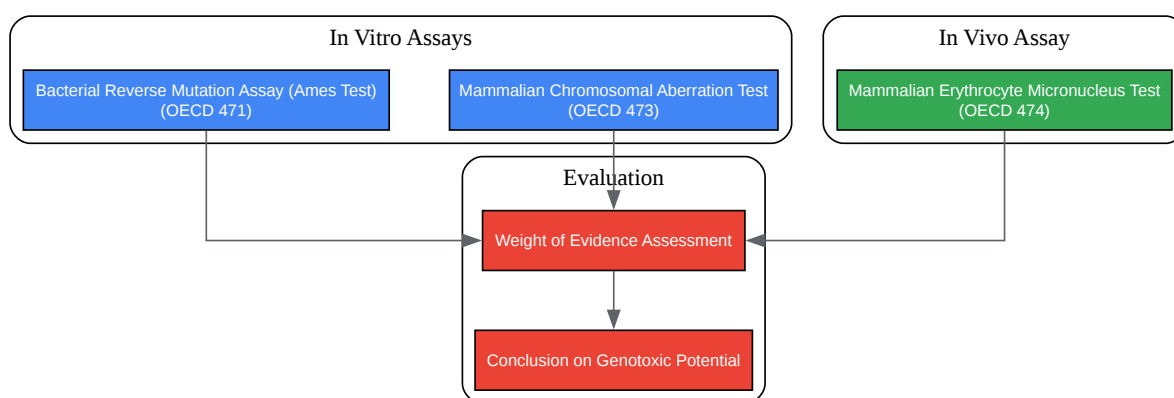 In Vitro Assays
In Vivo Assay
Bacterial Reverse Mutation Assay (Ames Test)
(OECD 471)
Mammalian Chromosomal Aberration Test
(OECD 473)
Mammalian Erythrocyte Micronucleus Test
(OECD 474)
Evaluation
Weight of Evidence Assessment
Conclusion on Genotoxic Potential